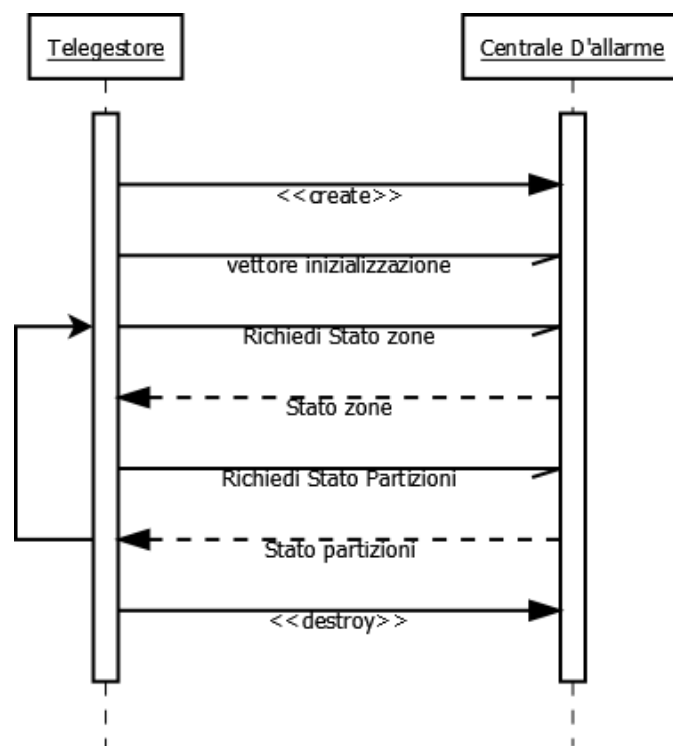 Telegestore
Centrale D'allarme
<<create>>
vettore inizializzazione
Richiedi Stato zone
Stato zone
Richiedi Stato Partizioni
Stato partizioni
<<destroy>>